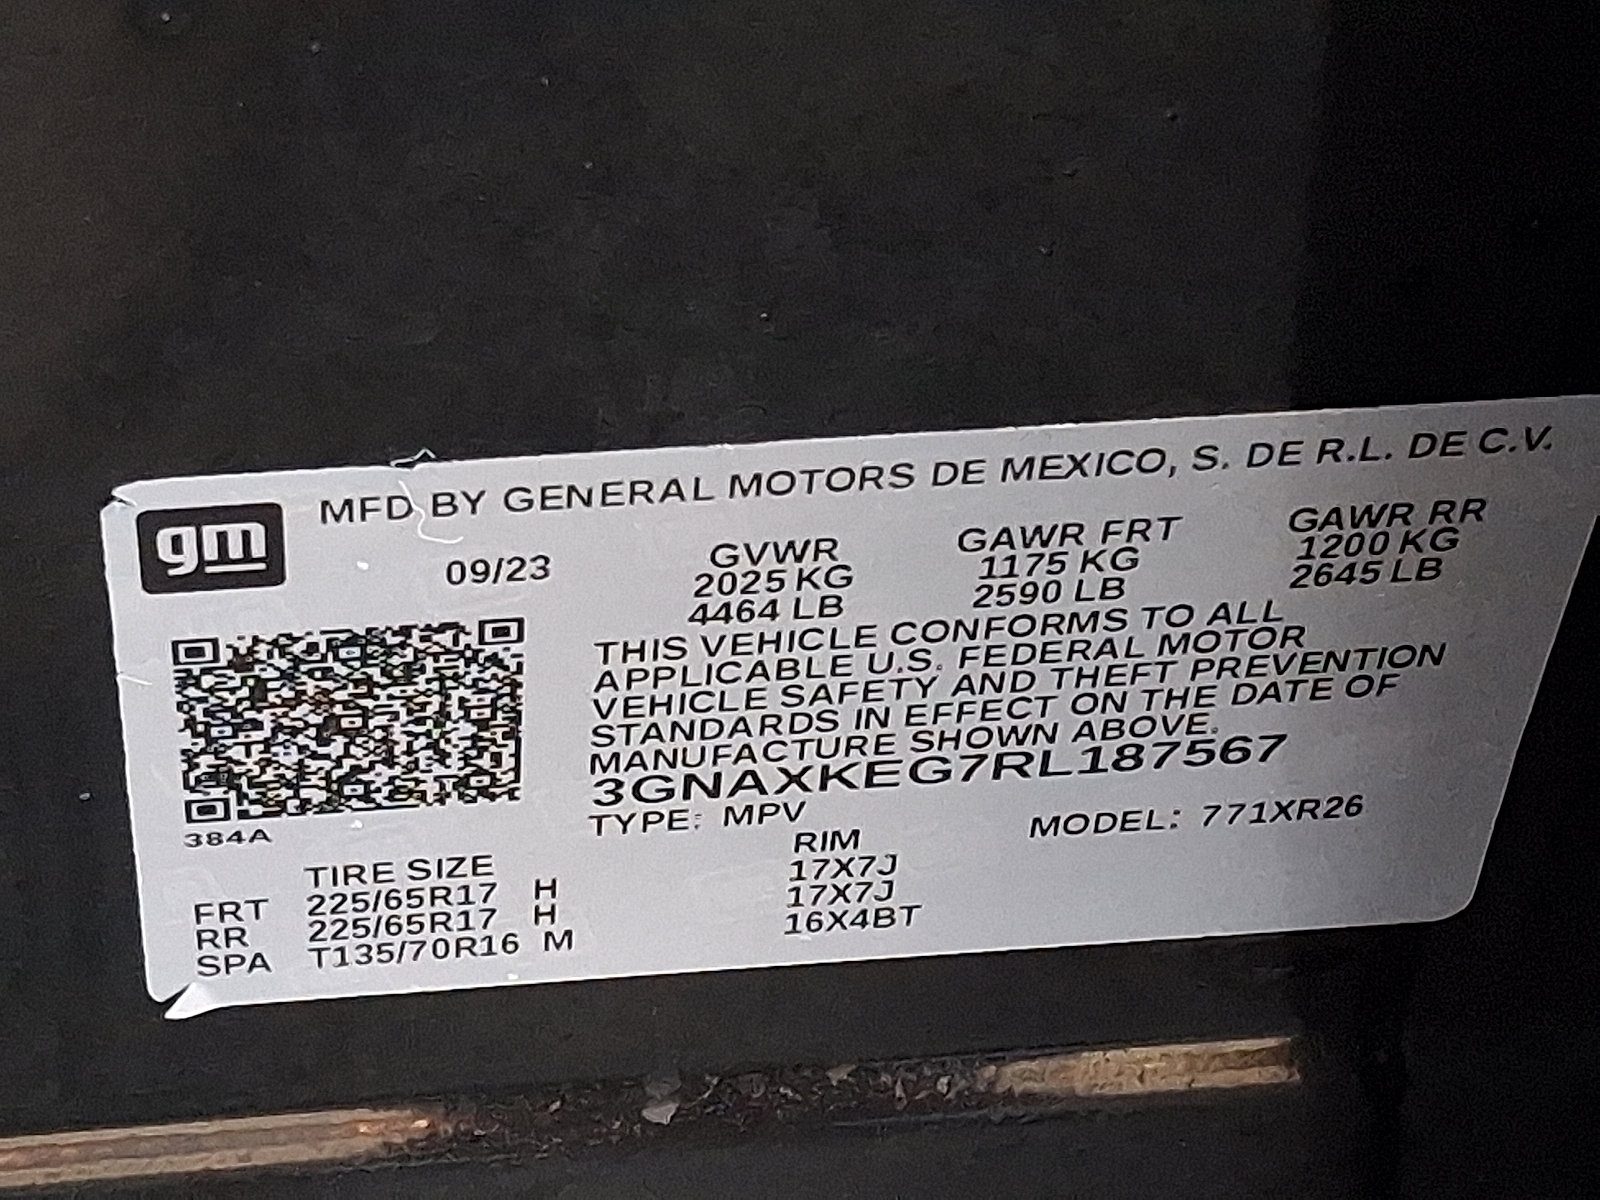 gm
MFD BY GENERAL MOTORS DE MEXICO, S. DE R.L. DE C.V.
09/23
GVWR GAWR FRT GAWR RR
2025 KG 1175 KG 1200 KG
4464 LB 2590 LB 2645 LB
THIS VEHICLE CONFORMS TO ALL
APPLICABLE U.S. FEDERAL MOTOR
VEHICLE SAFETY AND THEFT PREVENTION
STANDARDS IN EFFECT ON THE DATE OF
MANUFACTURE SHOWN ABOVE.
3GNAXKEG7RL187567
TYPE: MPV MODEL: 771XR26
384A
TIRE SIZE RIM
FRT 225/65R17 H 17X7J
RR 225/65R17 H 17X7J
SPA T135/70R16 M 16X4BT